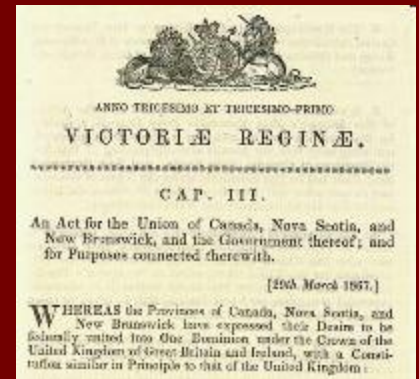 ANNO TRICESIMO ET TRICESIMO-PRIMO
VICTORIÆ REGINÆ.
CAP. III.
An Act for the Union of Canada, Nova Scotia, and
New Brunswick, and the Government thereof; and
for Purposes connected therewith.
[29th March 1867.]
WHEREAS the Provinces of Canada, Nova Scotia, and
New Brunswick have expressed their Desire to be
federally united into One Dominion under the Crown of the
United Kingdom of Great Britain and Ireland, with a Consti-
tution similar in Principle to that of the United Kingdom: